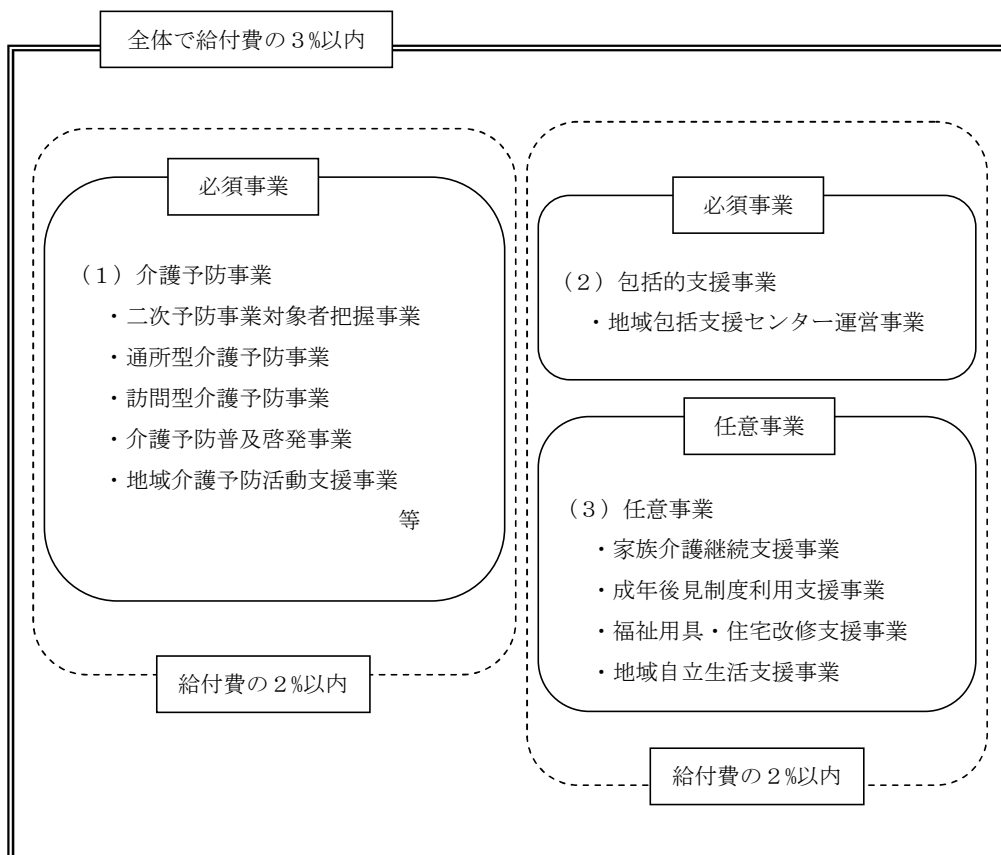 全体で給付費の３%以内
必須事業
（１）介護予防事業
・二次予防事業対象者把握事業
・通所型介護予防事業
・訪問型介護予防事業
・介護予防普及啓発事業
・地域介護予防活動支援事業
等
給付費の２%以内
必須事業
（２）包括的支援事業
・地域包括支援センター運営事業
任意事業
（３）任意事業
・家族介護継続支援事業
・成年後見制度利用支援事業
・福祉用具・住宅改修支援事業
・地域自立生活支援事業
給付費の２%以内